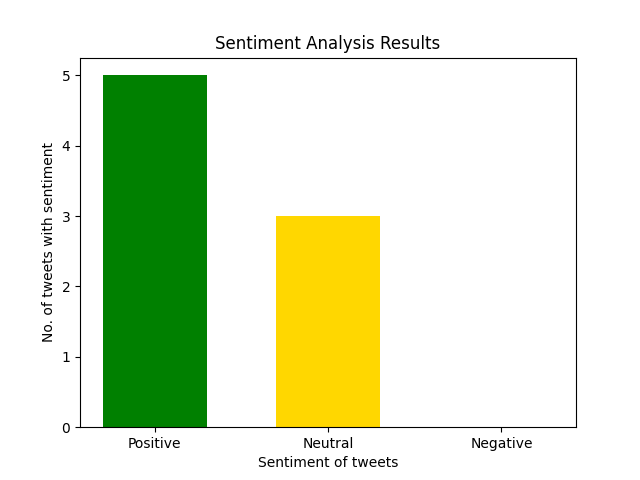 Sentiment Analysis Results
No. of tweets with sentiment
5
4
3
2
1
0
Positive Neutral Negative
Sentiment of tweets